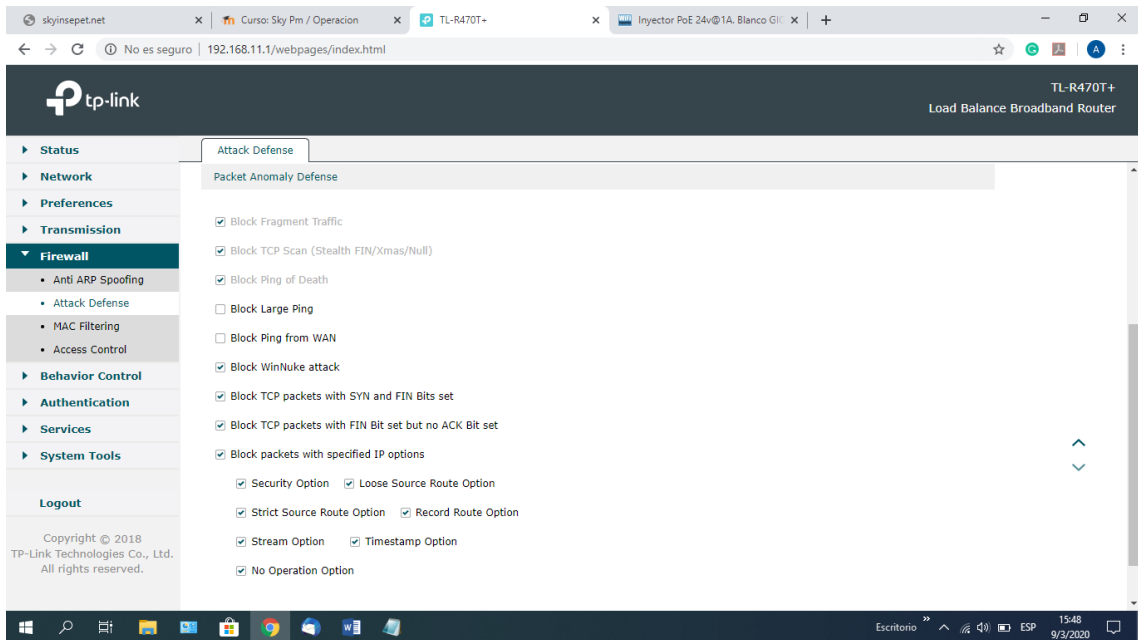 skyinsepet.net
Curso: Sky Pm / Operacion
TL-R470T+
Inyector PoE 24v@1A. Blanco GIG
No es seguro | 192.168.11.1/webpages/index.html
A
tp-link
TL-R470T+
Load Balance Broadband Router
Status
Network
Preferences
Transmission
Firewall
Anti ARP Spoofing
Attack Defense
MAC Filtering
Access Control
Behavior Control
Authentication
Services
System Tools
Logout
Copyright © 2018
TP-Link Technologies Co., Ltd.
All rights reserved.
Attack Defense
Packet Anomaly Defense
Block Fragment Traffic
Block TCP Scan (Stealth FIN/Xmas/Null)
Block Ping of Death
Block Large Ping
Block Ping from WAN
Block WinNuke attack
Block TCP packets with SYN and FIN Bits set
Block TCP packets with FIN Bit set but no ACK Bit set
Block packets with specified IP options
Security Option Loose Source Route Option
Strict Source Route Option Record Route Option
Stream Option Timestamp Option
No Operation Option
Escritorio
ESP
15:48
9/3/2020